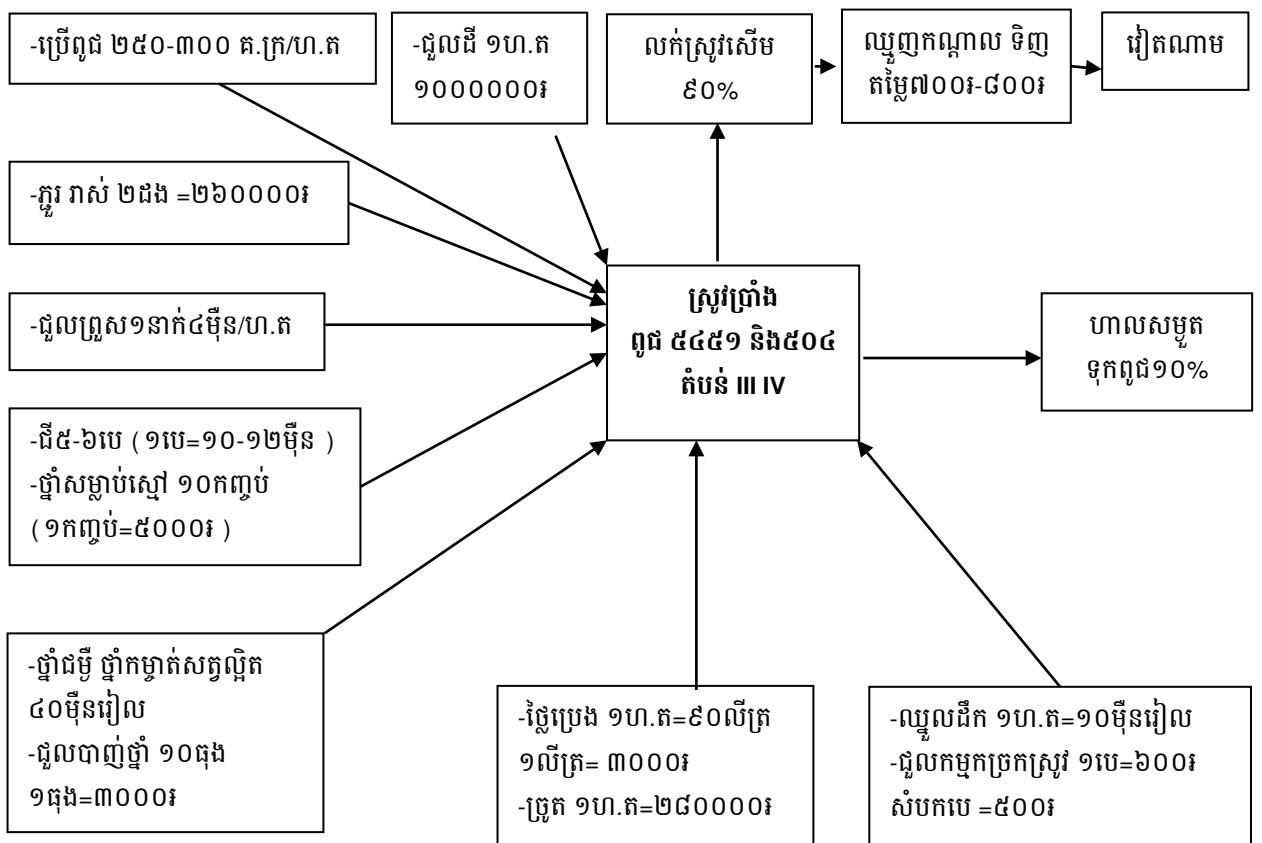 -ប្រើពូជ ២៥០-៣០០ គ.ក្រ/ហ.ត
-ជួលដី ១ហ.ត
១០០០០០០៛
លក់ស្រូវសើម
៩០%
ឈ្មួញកណ្តាល ទិញ
តម្លៃ៧០០៛-៨០០៛
វៀតណាម
-ភ្ជួរ រាស់ ២ដង =២៦០០០០៛
-ជួលព្រួស១នាក់៤ម៉ឺន/ហ.ត
ស្រូវប្រាំង
ពូជ ៥៤៥១ និង៥០៤
តំបន់ III IV
ហាលសម្ងួត
ទុកពូជ១០%
-ជី៥-៦បេ ( ១បេ=១០-១២ម៉ឺន )
-ថ្នាំសម្លាប់ស្មៅ ១០កញ្ចប់
( ១កញ្ចប់=៥០០០៛ )
-ថ្នាំជម្ងឺ ថ្នាំកម្ចាត់សត្វល្អិត
៤០ម៉ឺនរៀល
-ជួលបាញ់ថ្នាំ ១០ធុង
១ធុង=៣០០០៛
-ថ្លៃប្រេង ១ហ.ត=៩០លីត្រ
១លីត្រ= ៣០០០៛
-ច្រូត ១ហ.ត=២៨០០០០៛
-ឈ្នួលដឹក ១ហ.ត=១០ម៉ឺនរៀល
-ជួលកម្មកច្រកស្រូវ ១បេ=៦០០៛
សំបកបេ =៥០០៛